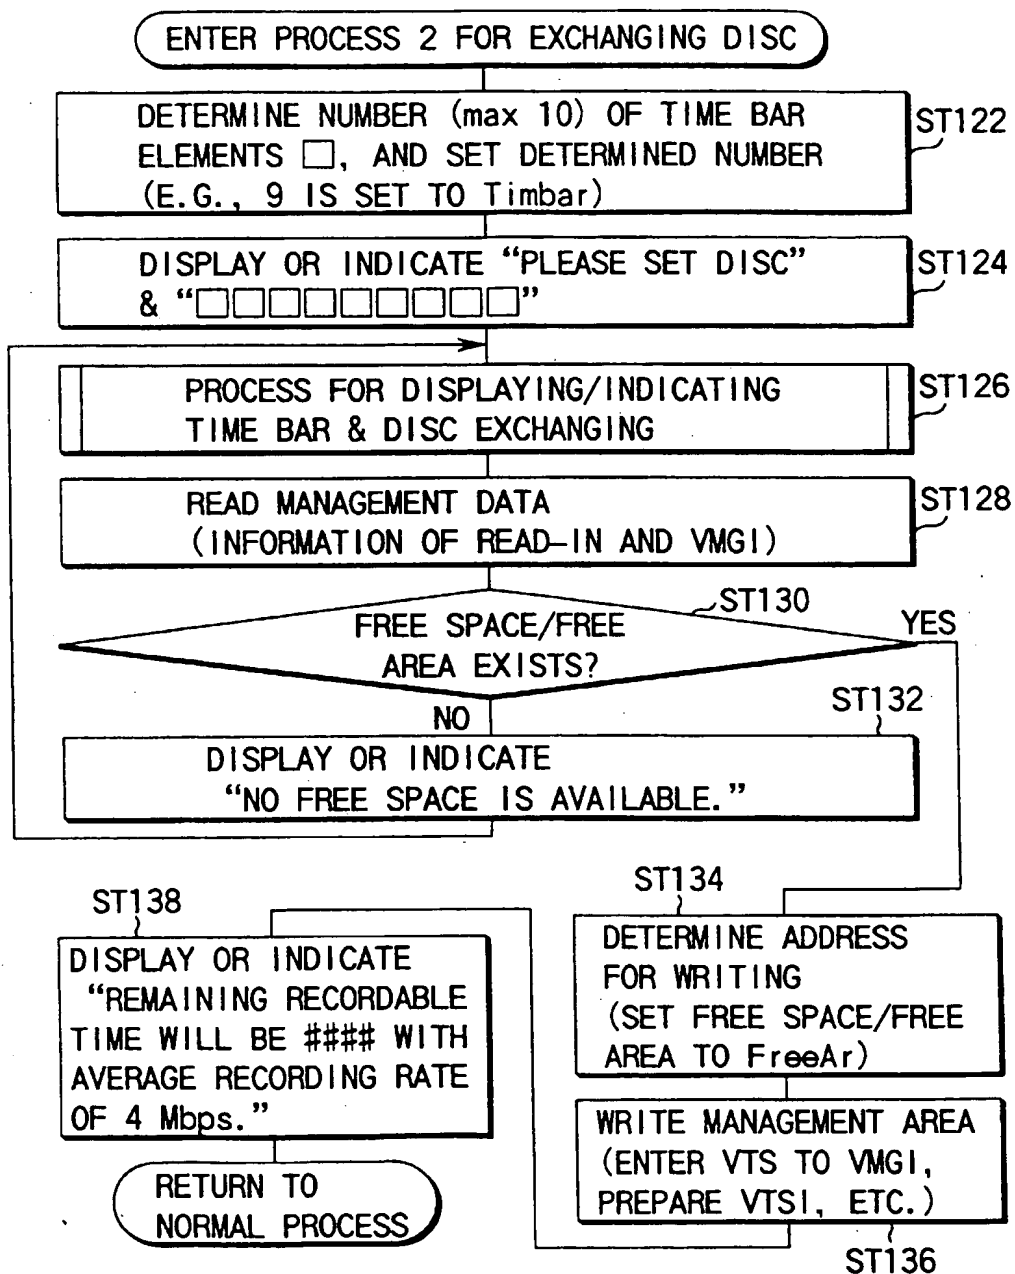 ENTER PROCESS 2 FOR EXCHANGING DISC
DETERMINE NUMBER (max 10) OF TIME BAR
ELEMENTS □, AND SET DETERMINED NUMBER
(E.G., 9 IS SET TO Timbar)
ST122
DISPLAY OR INDICATE “PLEASE SET DISC”
& “□□□□□□□□□”
ST124
PROCESS FOR DISPLAYING/INDICATING
TIME BAR & DISC EXCHANGING
ST126
READ MANAGEMENT DATA
(INFORMATION OF READ-IN AND VMGI)
ST128
FREE SPACE/FREE
AREA EXISTS?
ST130
YES
NO
ST132
DISPLAY OR INDICATE
“NO FREE SPACE IS AVAILABLE.”
ST134
DETERMINE ADDRESS
FOR WRITING
(SET FREE SPACE/FREE
AREA TO FreeAr)
WRITE MANAGEMENT AREA
(ENTER VTS TO VMGI,
PREPARE VTSI, ETC.)
ST136
ST138
DISPLAY OR INDICATE
“REMAINING RECORDABLE
TIME WILL BE #### WITH
AVERAGE RECORDING RATE
OF 4 Mbps.”
RETURN TO
NORMAL PROCESS